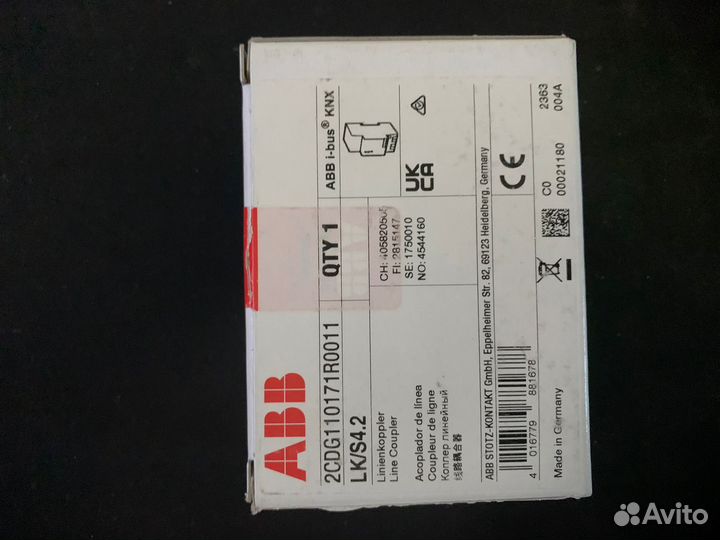 ABB
2CDG110171R0011
QTY 1
ABB i-bus® KNX
LK/S4.2
Linienkoppler
Line Coupler
Acoplador de línea
Coupleur de ligne
Коплер линейный
线路耦合器
CH: 405820505
FI: 2815147
SE: 1750010
NO: 4544160
UK
CA
ABB STOTZ-KONTAKT GmbH, Eppelheimer Str. 82, 69123 Heidelberg, Germany
CE
4 016779 881678
Made in Germany
C0
00021180
2363
004A
Avito